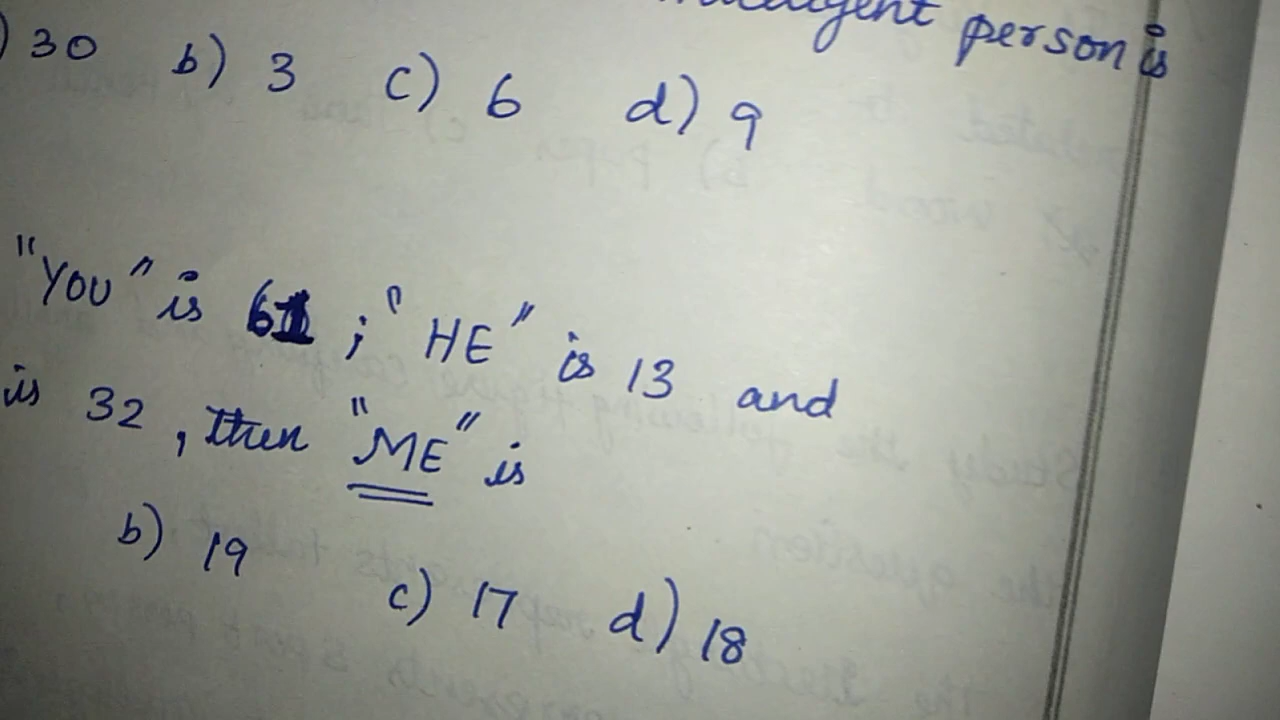 person is
) 30 b) 3 c) 6 d) 9
"YOU" is 61 ; "HE" is 13 and
is 32, then "ME" is
b) 19 c) 17 d) 18